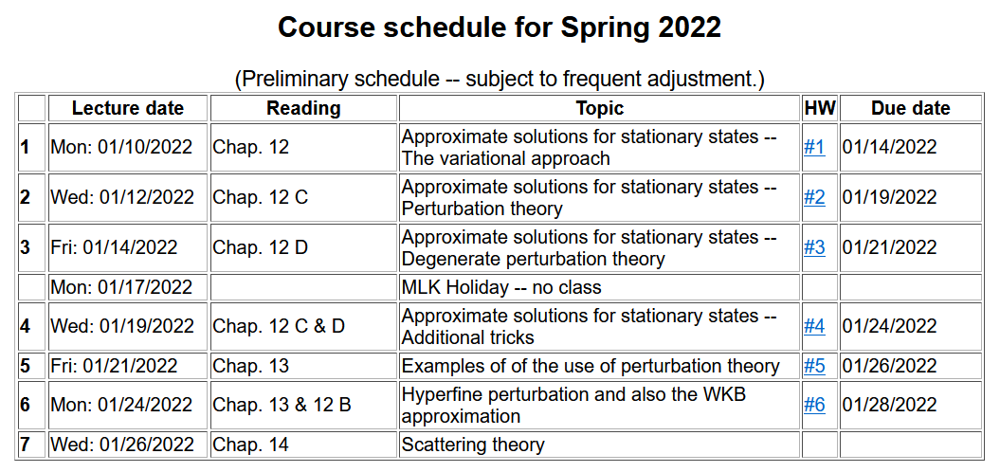 Course schedule for Spring 2022
(Preliminary schedule -- subject to frequent adjustment.)
Lecture date Reading Topic HW Due date
1 Mon: 01/10/2022 Chap. 12 Approximate solutions for stationary states -- #1 01/14/2022
The variational approach
2 Wed: 01/12/2022 Chap. 12 C Approximate solutions for stationary states -- #2 01/19/2022
Perturbation theory
3 Fri: 01/14/2022 Chap. 12 D Approximate solutions for stationary states -- #3 01/21/2022
Degenerate perturbation theory
Mon: 01/17/2022 MLK Holiday -- no class
4 Wed: 01/19/2022 Chap. 12 C & D Approximate solutions for stationary states -- #4 01/24/2022
Additional tricks
5 Fri: 01/21/2022 Chap. 13 Examples of of the use of perturbation theory #5 01/26/2022
6 Mon: 01/24/2022 Chap. 13 & 12 B Hyperfine perturbation and also the WKB #6 01/28/2022
approximation
7 Wed: 01/26/2022 Chap. 14 Scattering theory